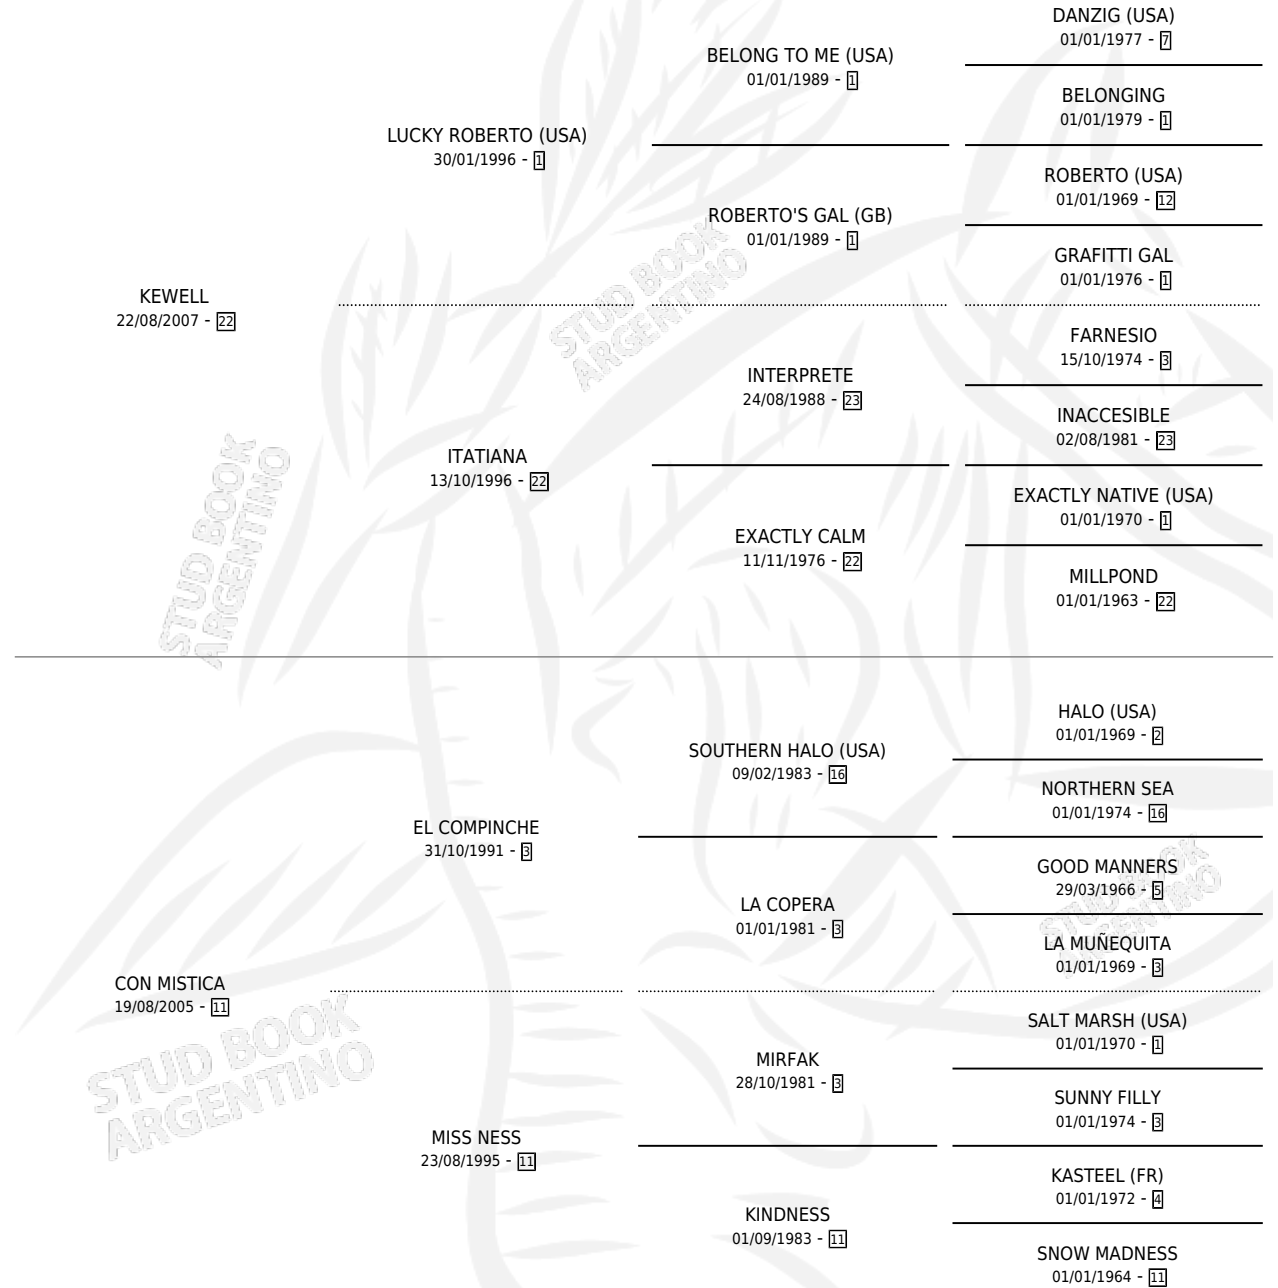 DANZIG (USA)
01/01/1977 - 7
BELONG TO ME (USA)
01/01/1989 - 1
BELONGING
01/01/1979 - 1
LUCKY ROBERTO (USA)
30/01/1996 - 1
ROBERTO (USA)
01/01/1969 - 12
ROBERTO'S GAL (GB)
01/01/1989 - 1
GRAFITTI GAL
01/01/1976 - 1
KEWELL
22/08/2007 - 22
FARNESIO
15/10/1974 - 3
INTERPRETE
24/08/1988 - 23
INACCESIBLE
02/08/1981 - 23
ITATIANA
13/10/1996 - 22
EXACTLY NATIVE (USA)
01/01/1970 - 1
EXACTLY CALM
11/11/1976 - 22
MILLPOND
01/01/1963 - 22
HALO (USA)
01/01/1969 - 2
SOUTHERN HALO (USA)
09/02/1983 - 16
NORTHERN SEA
01/01/1974 - 16
EL COMPINCHE
31/10/1991 - 3
GOOD MANNERS
29/03/1966 - 5
LA COPERA
01/01/1981 - 3
LA MUÑEQUITA
01/01/1969 - 3
CON MISTICA
19/08/2005 - 11
SALT MARSH (USA)
01/01/1970 - 1
MIRFAK
28/10/1981 - 3
SUNNY FILLY
01/01/1974 - 3
MISS NESS
23/08/1995 - 11
KASTEEL (FR)
01/01/1972 - 4
KINDNESS
01/09/1983 - 11
SNOW MADNESS
01/01/1964 - 11
STUD BOOK
ARGENTINO
STUD BOOK
ARGENTINO
STUD BOOK
ARGENTINO
STUD BOOK
ARGENTINO